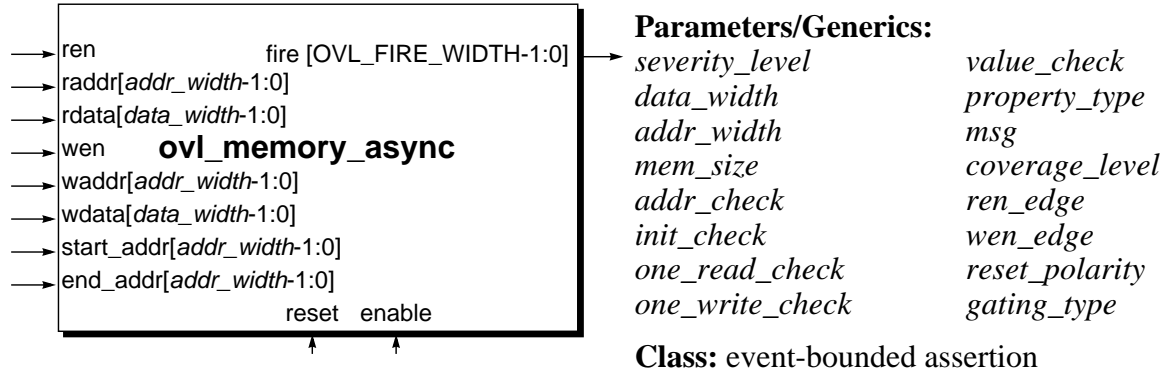 ren
fire [OVL_FIRE_WIDTH-1:0]
raddr[addr_width-1:0]
rdata[data_width-1:0]
wen
ovl_memory_async
waddr[addr_width-1:0]
wdata[data_width-1:0]
start_addr[addr_width-1:0]
end_addr[addr_width-1:0]
reset enable
Parameters/Generics:
severity_level value_check
data_width property_type
addr_width msg
mem_size coverage_level
addr_check ren_edge
init_check wen_edge
one_read_check reset_polarity
one_write_check gating_type
Class: event-bounded assertion